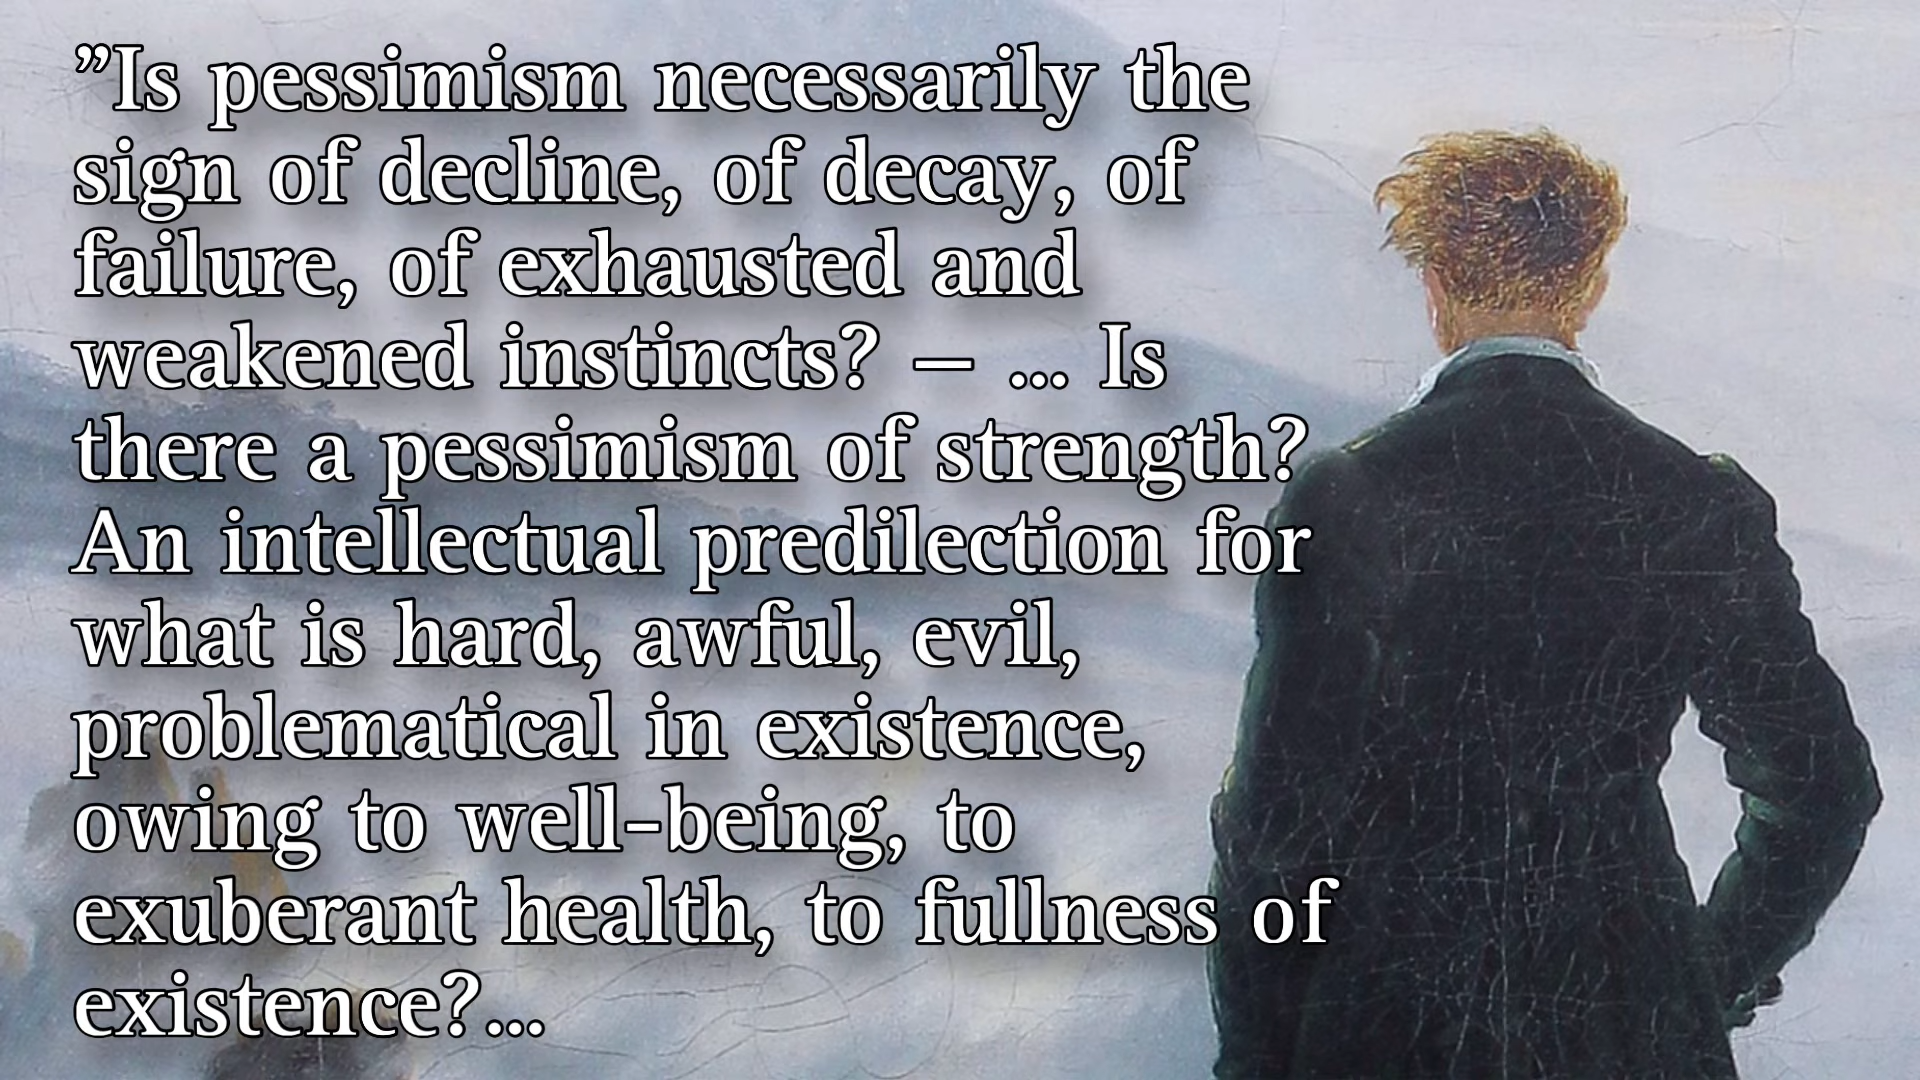 ”Is pessimism necessarily the
sign of decline, of decay, of
failure, of exhausted and
weakened instincts? – ... Is
there a pessimism of strength?
An intellectual predilection for
what is hard, awful, evil,
problematical in existence,
owing to well-being, to
exuberant health, to fullness of
existence?...